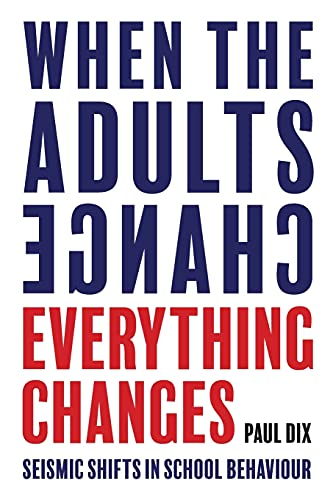 WHEN THE
ADULTS
CHANGE
EVERYTHING
CHANGES
PAUL DIX
SEISMIC SHIFTS IN SCHOOL BEHAVIOUR